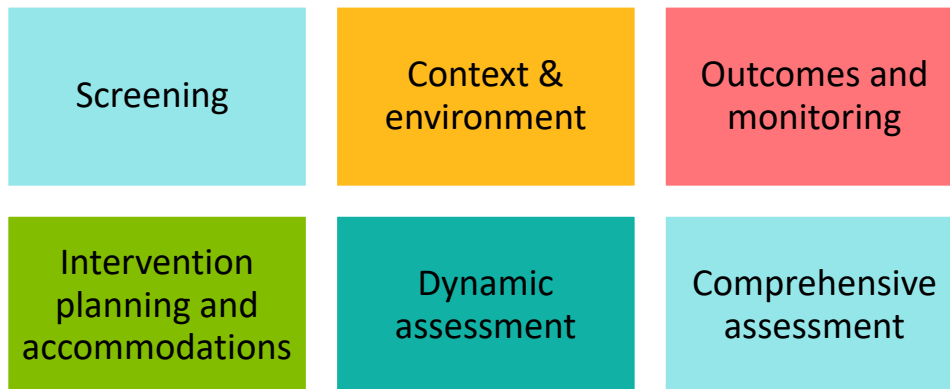 Screening
Context &
environment
Outcomes and
monitoring
Intervention
planning and
accommodations
Dynamic
assessment
Comprehensive
assessment